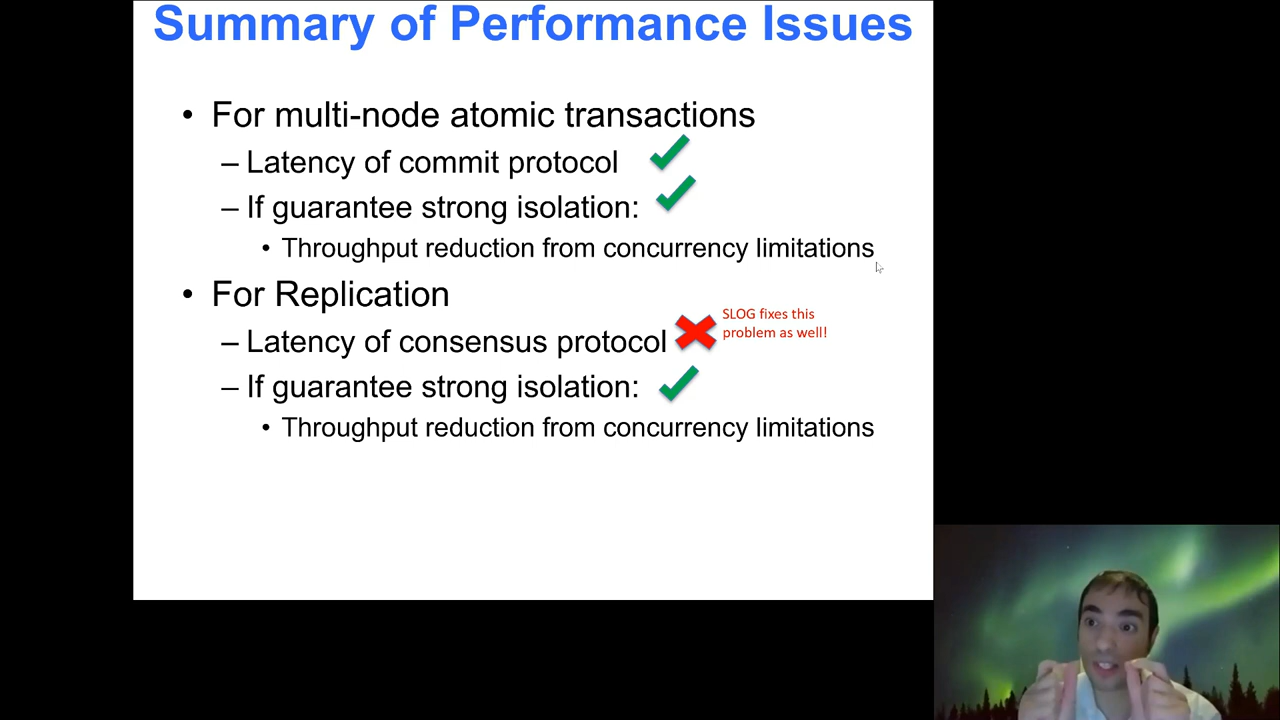 Summary of Performance Issues
• For multi-node atomic transactions
– Latency of commit protocol
– If guarantee strong isolation:
• Throughput reduction from concurrency limitations
• For Replication
– Latency of consensus protocol
SLOG fixes this
problem as well!
– If guarantee strong isolation:
• Throughput reduction from concurrency limitations